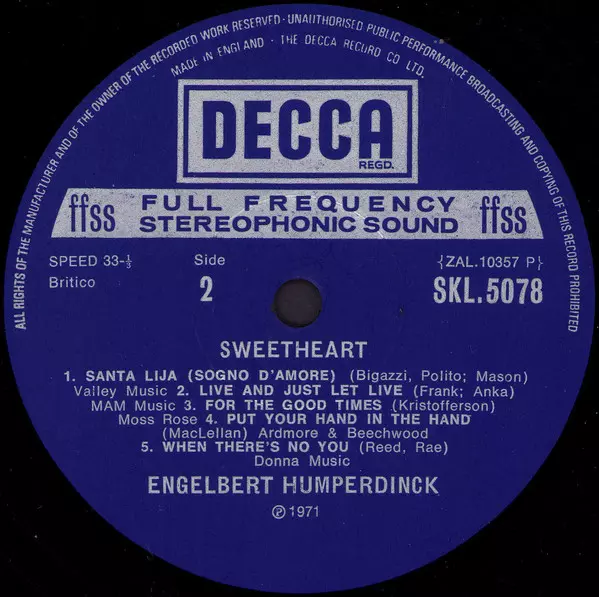 ALL RIGHTS OF THE MANUFACTURER AND OF THE OWNER OF THE RECORDED WORK RESERVED · UNAUTHORISED PUBLIC PERFORMANCE BROADCASTING AND COPYING OF THIS RECORD PROHIBITED
MADE IN ENGLAND · THE DECCA RECORD CO LTD.
DECCA
REGD.
ffss FULL FREQUENCY ffss
STEREOPHONIC SOUND
SPEED 33-⅓ Side {ZAL.10357 P}
Britico 2 SKL.5078
SWEETHEART
1. SANTA LIJA (SOGNO D'AMORE) (Bigazzi, Polito; Mason)
Valley Music 2. LIVE AND JUST LET LIVE (Frank; Anka)
MAM Music 3. FOR THE GOOD TIMES (Kristofferson)
Moss Rose 4. PUT YOUR HAND IN THE HAND
(MacLellan) Ardmore & Beechwood
5. WHEN THERE'S NO YOU (Reed, Rae)
Donna Music
ENGELBERT HUMPERDINCK
℗ 1971